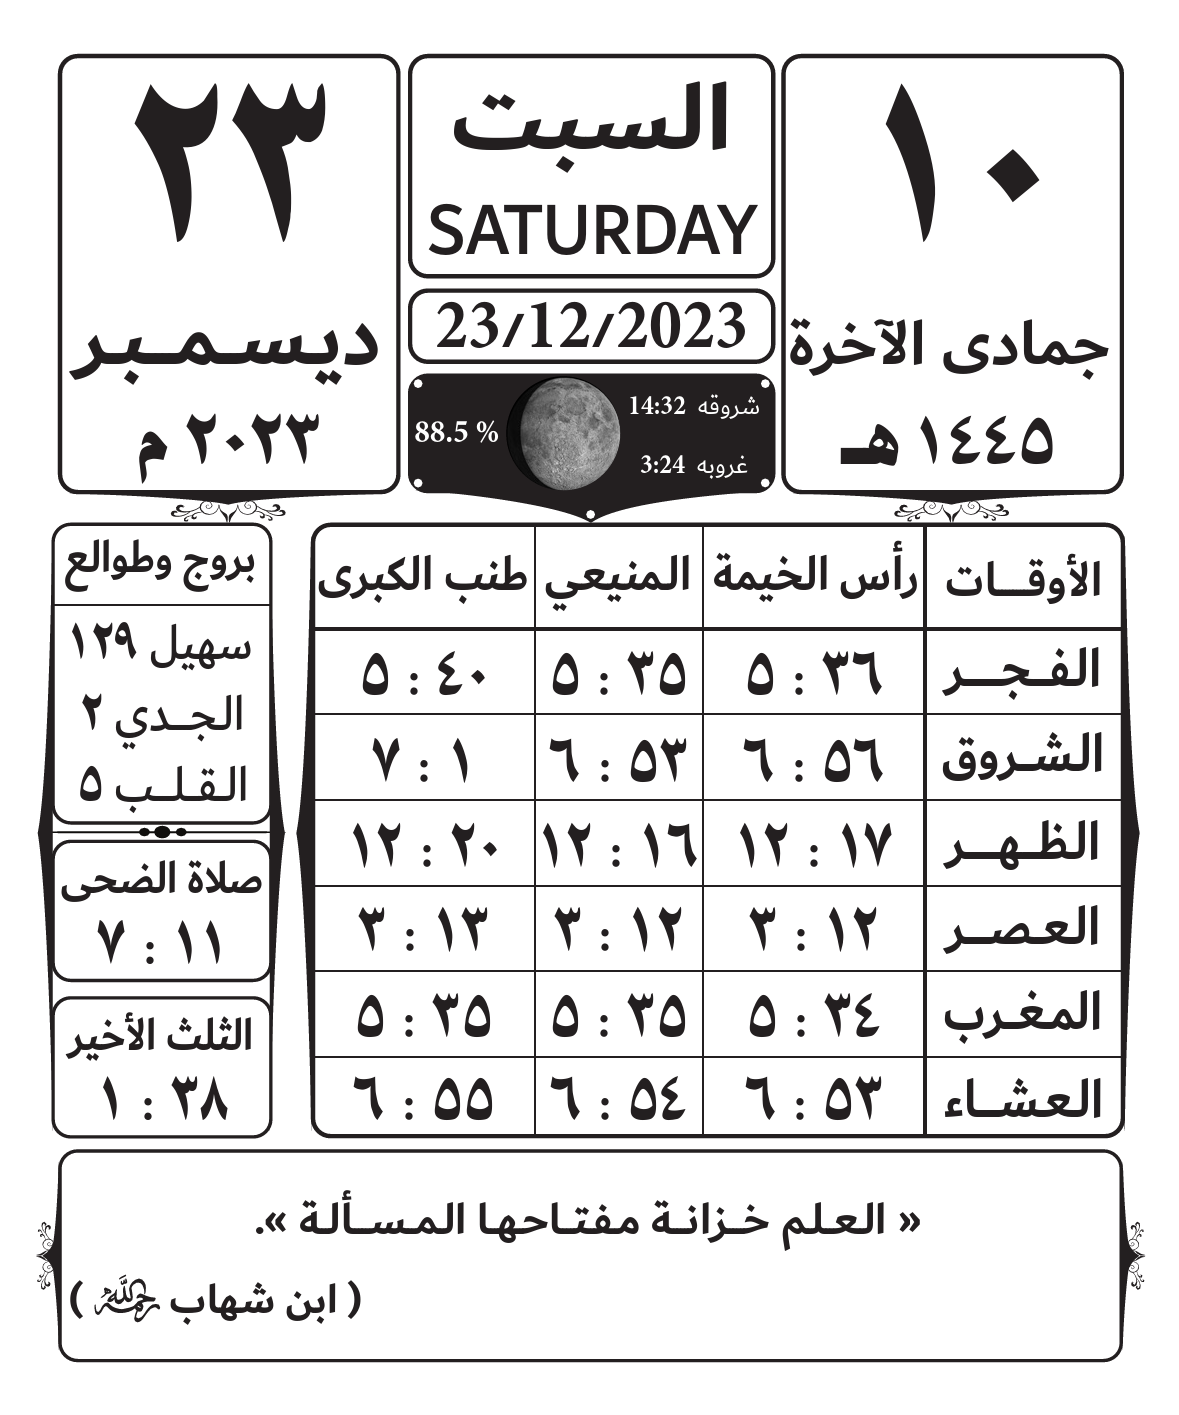 ١٠
جمادى الآخرة
١٤٤٥ هـ
السبت
SATURDAY
23/12/2023
شروقه 14:32
غروبه 3:24
88.5 %
٢٣
ديسمبر
٢٠٢٣ م
الأوقات رأس الخيمة المنيعي طنب الكبرى
الفجر ٥ : ٣٦ ٥ : ٣٥ ٥ : ٤٠
الشروق ٦ : ٥٦ ٦ : ٥٣ ٧ : ١
الظهر ١٢ : ١٧ ١٢ : ١٦ ١٢ : ٢٠
العصر ٣ : ١٢ ٣ : ١٢ ٣ : ١٣
المغرب ٥ : ٣٤ ٥ : ٣٥ ٥ : ٣٥
العشاء ٦ : ٥٣ ٦ : ٥٤ ٦ : ٥٥
بروج وطوالع
سهيل ١٢٩
الجدي ٢
القلب ٥
صلاة الضحى
٧ : ١١
الثلث الأخير
١ : ٣٨
« العلم خزانة مفتاحها المسألة ».
( ابن شهاب رحمه الله )